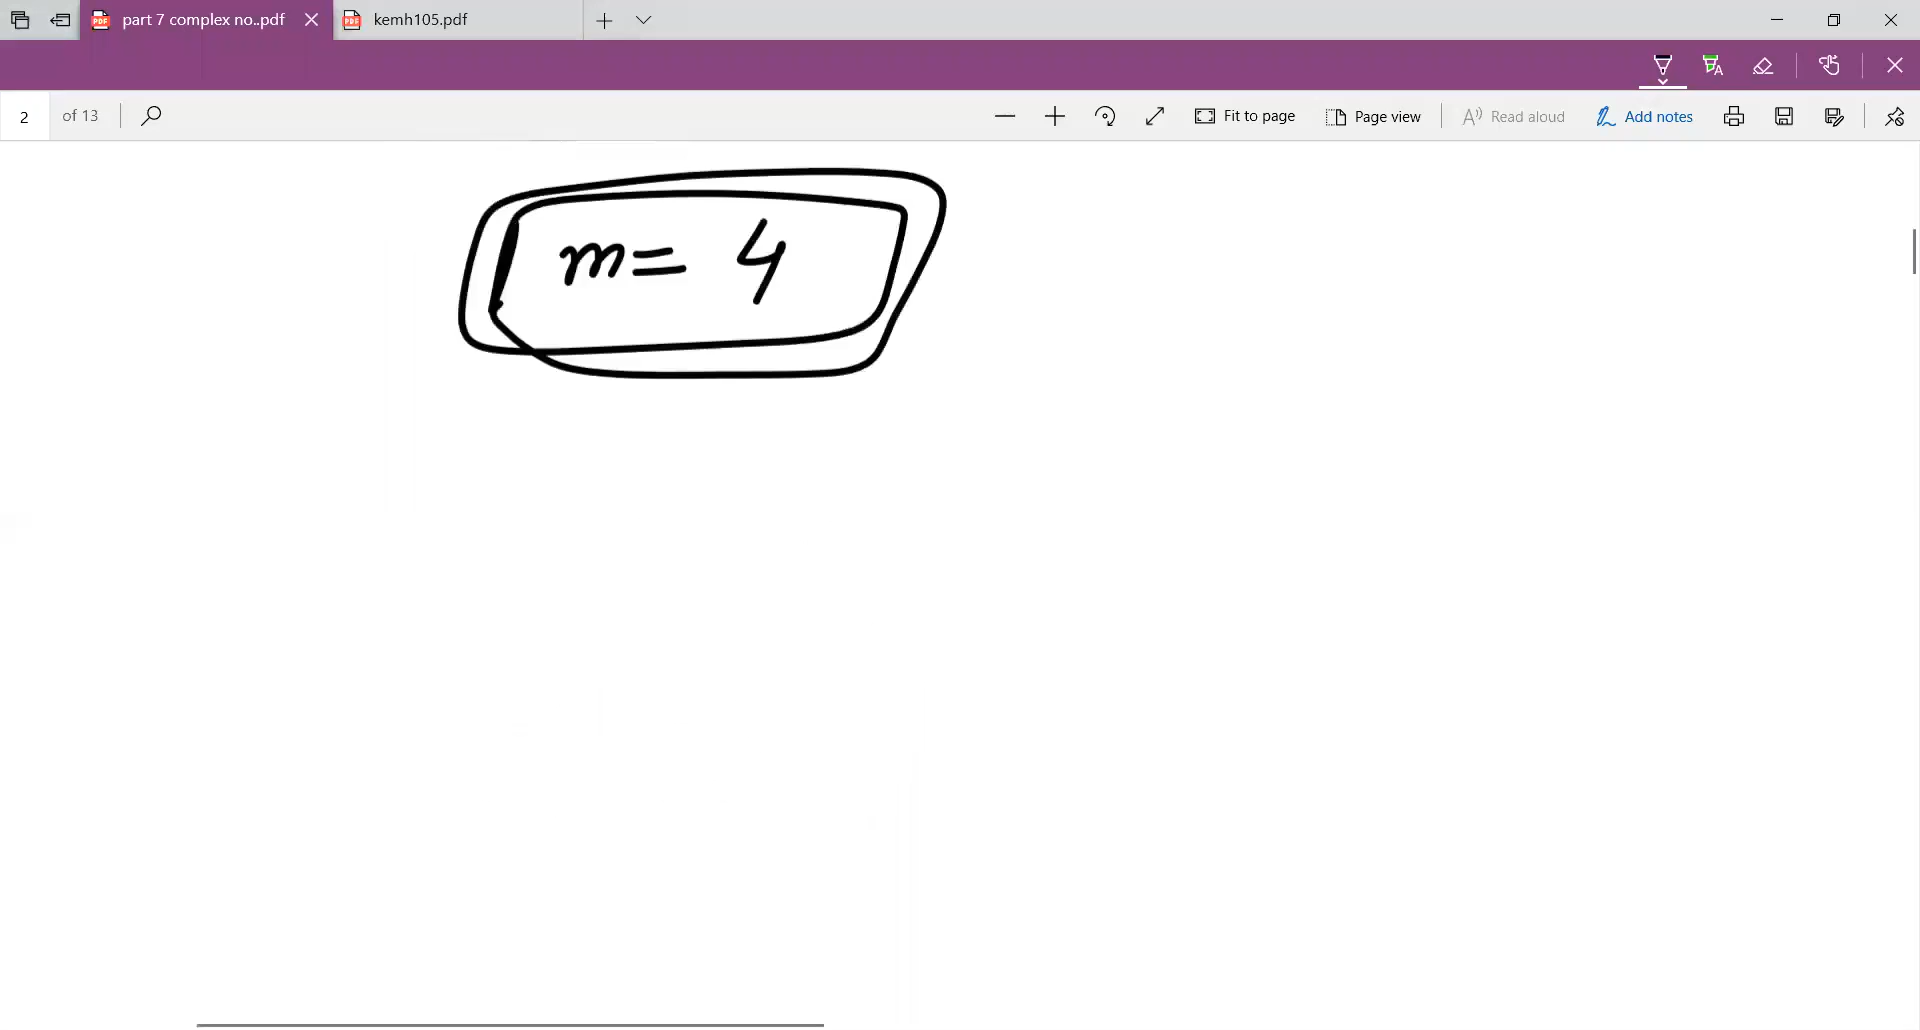 part 7 complex no..pdf
kemh105.pdf
2 of 13
Fit to page
Page view
Read aloud
Add notes
m= 4